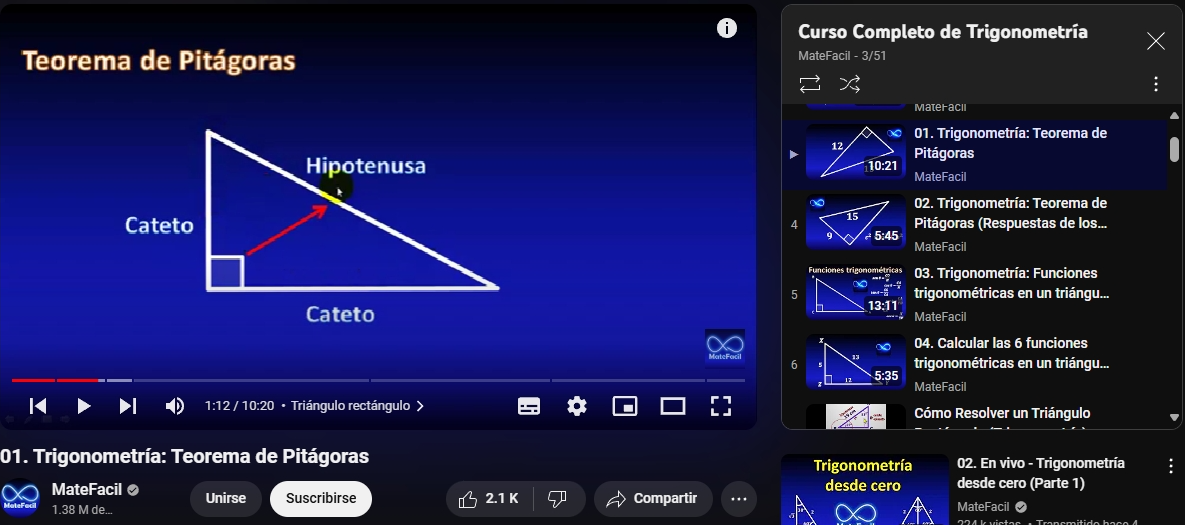 Teorema de Pitágoras
Hipotenusa
Cateto
Cateto
MateFacil
1:12 / 10:20 • Triángulo rectángulo
01. Trigonometría: Teorema de Pitágoras
MateFacil
1.38 M de...
Unirse
Suscribirse
2.1 K
Compartir
Curso Completo de Trigonometría
MateFacil - 3/51
MateFacil
12
10:21
01. Trigonometría: Teorema de
Pitágoras
MateFacil
4
15
9
5:45
02. Trigonometría: Teorema de
Pitágoras (Respuestas de los...
MateFacil
5
Funciones trigonométricas
13:11
03. Trigonometría: Funciones
trigonométricas en un triángu...
MateFacil
6
X
5
13
Z
12
5:35
04. Calcular las 6 funciones
trigonométricas en un triángu...
MateFacil
Cómo Resolver un Triángulo
Trigonometría
desde cero
02. En vivo - Trigonometría
desde cero (Parte 1)
MateFacil